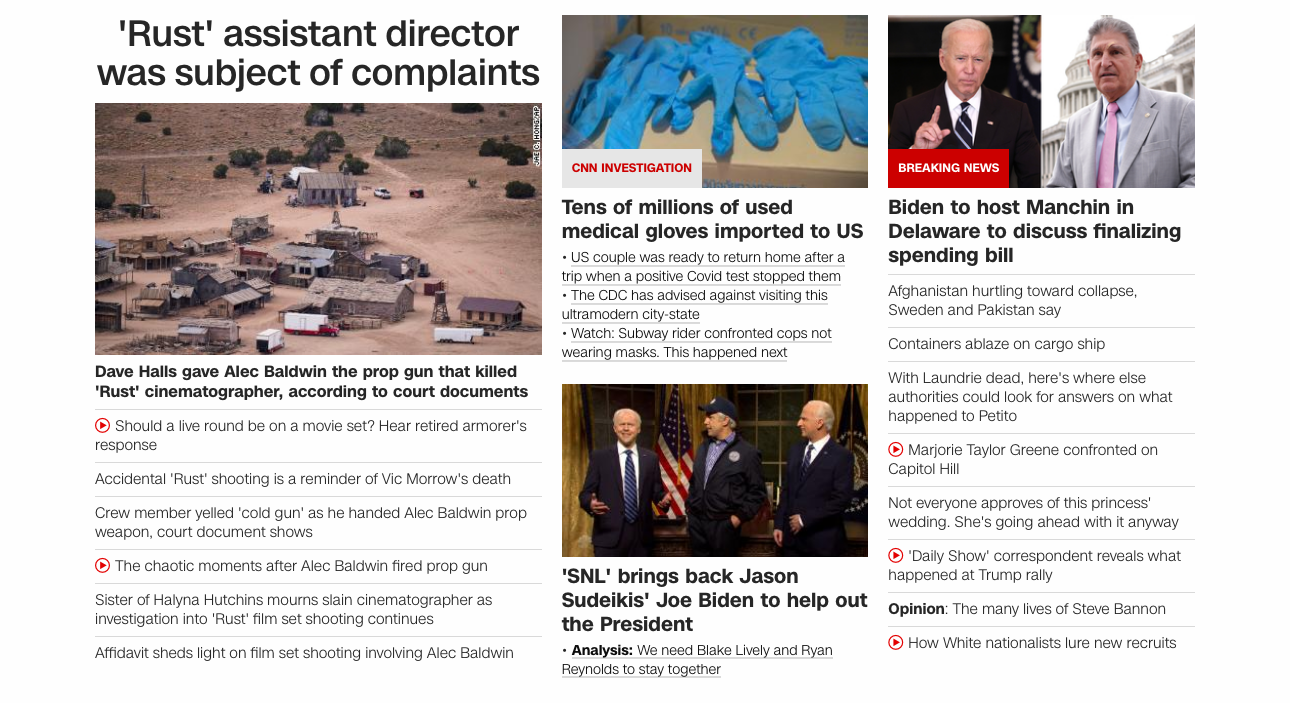 'Rust' assistant director
was subject of complaints
JAE C. HONG/AP
Dave Halls gave Alec Baldwin the prop gun that killed
'Rust' cinematographer, according to court documents
Should a live round be on a movie set? Hear retired armorer's
response
Accidental 'Rust' shooting is a reminder of Vic Morrow's death
Crew member yelled 'cold gun' as he handed Alec Baldwin prop
weapon, court document shows
The chaotic moments after Alec Baldwin fired prop gun
Sister of Halyna Hutchins mourns slain cinematographer as
investigation into 'Rust' film set shooting continues
Affidavit sheds light on film set shooting involving Alec Baldwin
CNN INVESTIGATION
Tens of millions of used
medical gloves imported to US
• US couple was ready to return home after a
trip when a positive Covid test stopped them
• The CDC has advised against visiting this
ultramodern city-state
• Watch: Subway rider confronted cops not
wearing masks. This happened next
'SNL' brings back Jason
Sudeikis' Joe Biden to help out
the President
• Analysis: We need Blake Lively and Ryan
Reynolds to stay together
BREAKING NEWS
Biden to host Manchin in
Delaware to discuss finalizing
spending bill
Afghanistan hurtling toward collapse,
Sweden and Pakistan say
Containers ablaze on cargo ship
With Laundrie dead, here's where else
authorities could look for answers on what
happened to Petito
Marjorie Taylor Greene confronted on
Capitol Hill
Not everyone approves of this princess'
wedding. She's going ahead with it anyway
'Daily Show' correspondent reveals what
happened at Trump rally
Opinion: The many lives of Steve Bannon
How White nationalists lure new recruits